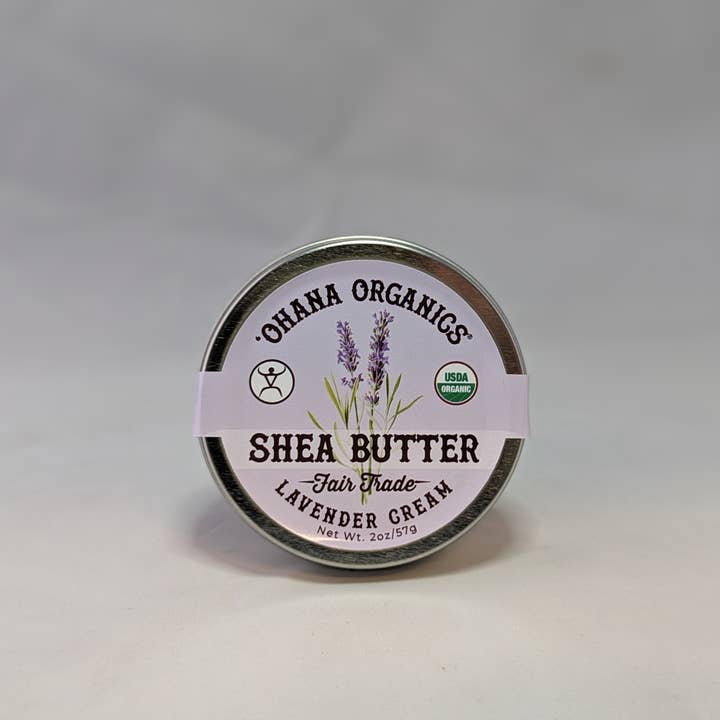 'OHANA ORGANICS®
USDA
ORGANIC
SHEA BUTTER
Fair Trade
LAVENDER CREAM
Net Wt. 2oz/57g